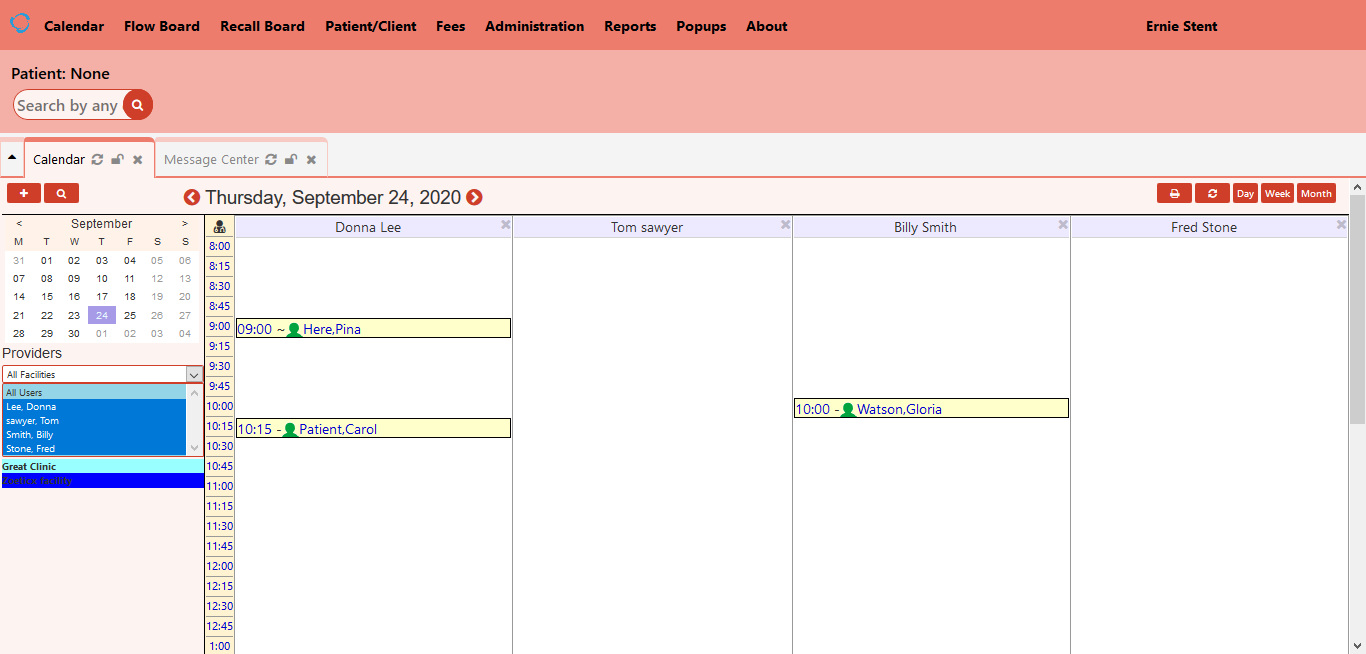 Calendar Flow Board Recall Board Patient/Client Fees Administration Reports Popups About Ernie Stent
Patient: None
Search by any
Calendar Message Center
Thursday, September 24, 2020 Day Week Month
< September >
M T W T F S S
31 01 02 03 04 05 06
07 08 09 10 11 12 13
14 15 16 17 18 19 20
21 22 23 24 25 26 27
28 29 30 01 02 03 04
Providers
All Facilities
All Users
Lee, Donna
sawyer, Tom
Smith, Billy
Stone, Fred
Great Clinic
Zoeticx facility
Donna Lee Tom sawyer Billy Smith Fred Stone
8:00
8:15
8:30
8:45
9:00 09:00 ~ Here,Pina
9:15
9:30
9:45
10:00 10:00 - Watson,Gloria
10:15 10:15 - Patient,Carol
10:30
10:45
11:00
11:15
11:30
11:45
12:00
12:15
12:30
12:45
1:00